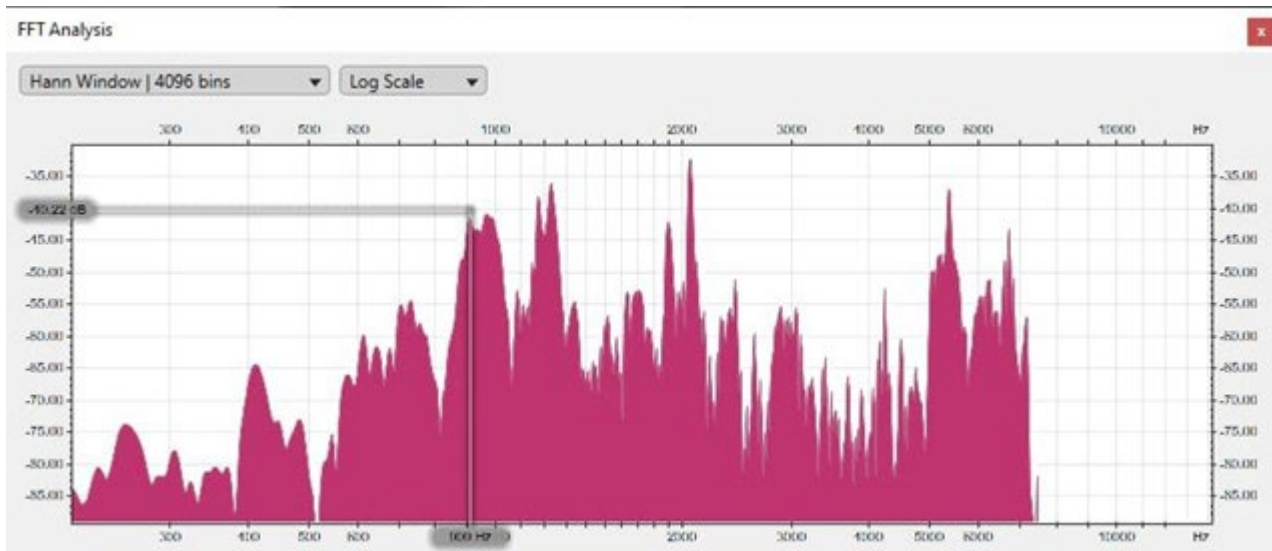 FFT Analysis
x
Hann Window | 4096 bins
Log Scale
300 400 500 600 1000 2000 3000 4000 5000 6000 10000 Hz
-35.00 -35.00
-40.22 dB -40.00
-45.00 -45.00
-50.00 -50.00
-55.00 -55.00
-60.00 -60.00
-65.00 -65.00
-70.00 -70.00
-75.00 -75.00
-80.00 -80.00
-85.00 -85.00
300 400 500 Hz 2000 3000 4000 5000 6000 10000 Hz